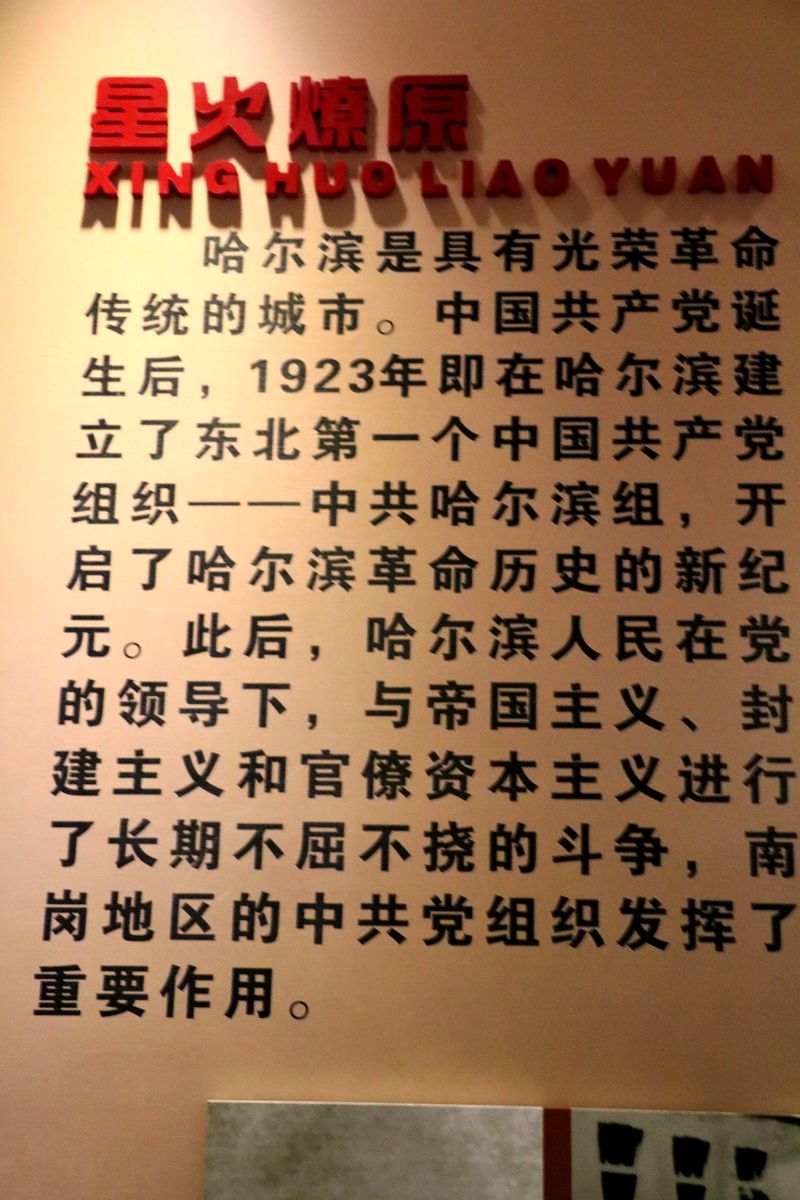 星火燎原
XING HUO LIAO YUAN
哈尔滨是具有光荣革命
传统的城市。中国共产党诞
生后，1923年即在哈尔滨建
立了东北第一个中国共产党
组织——中共哈尔滨组，开
启了哈尔滨革命历史的新纪
元。此后，哈尔滨人民在党
的领导下，与帝国主义、封
建主义和官僚资本主义进行
了长期不屈不挠的斗争，南
岗地区的中共党组织发挥了
重要作用。